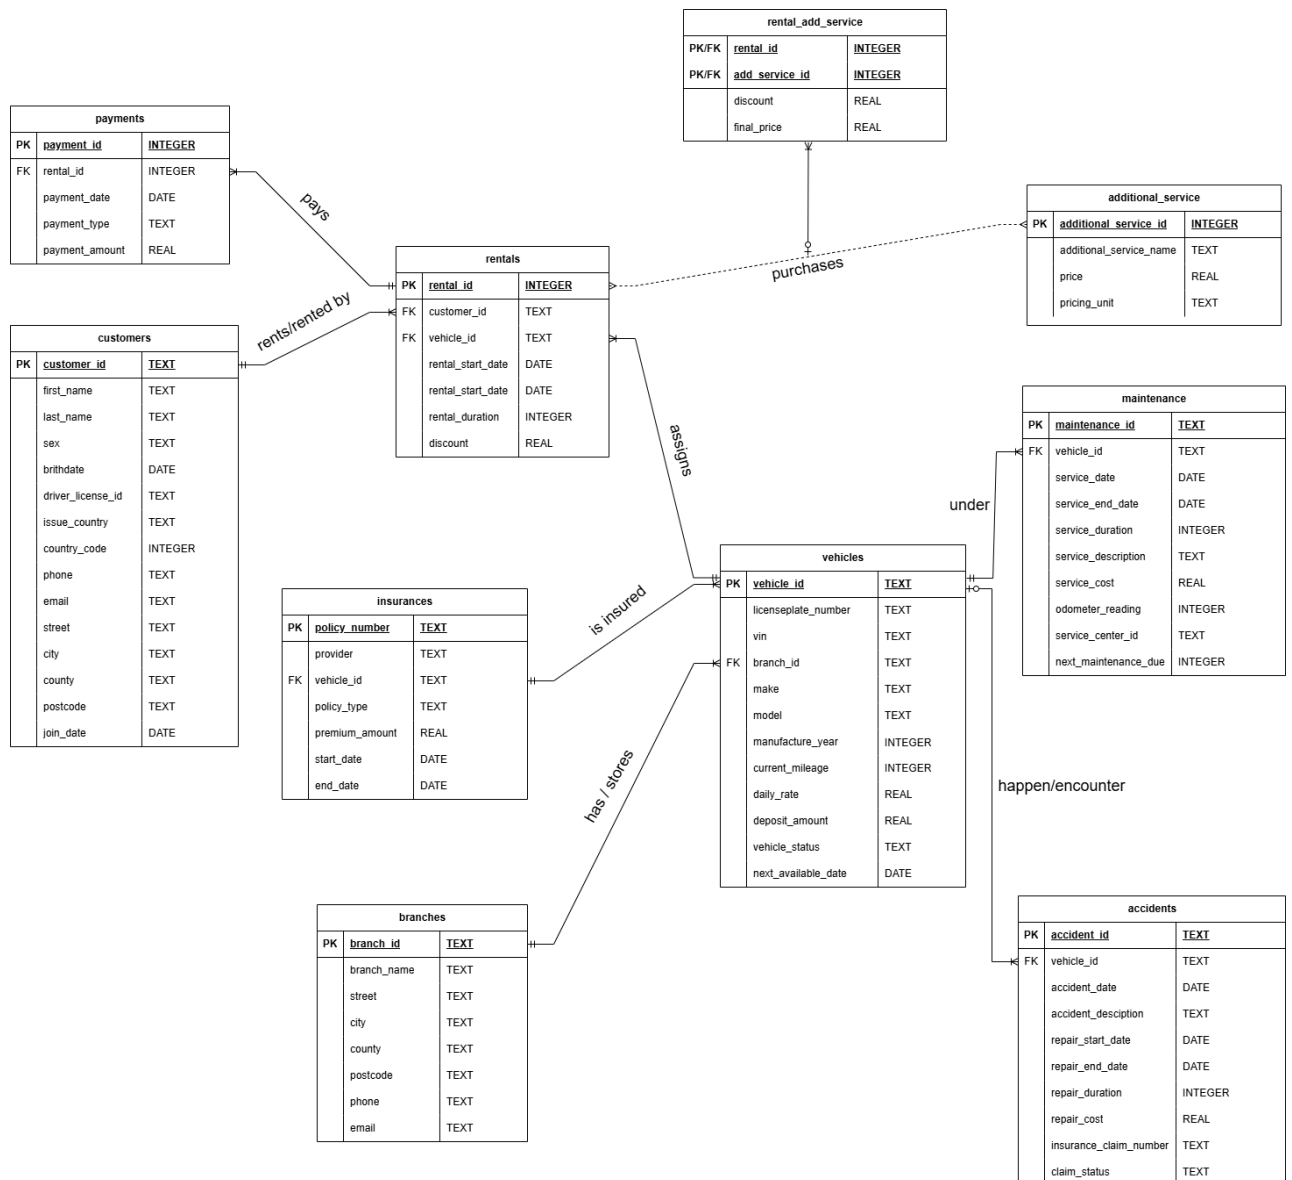 rental_add_service
PK/FK rental_id INTEGER
PK/FK add_service_id INTEGER
discount REAL
final_price REAL
payments
PK payment_id INTEGER
FK rental_id INTEGER
payment_date DATE
payment_type TEXT
payment_amount REAL
pays
additional_service
PK additional_service_id INTEGER
additional_service_name TEXT
price REAL
pricing_unit TEXT
purchases
rentals
PK rental_id INTEGER
FK customer_id TEXT
FK vehicle_id TEXT
rental_start_date DATE
rental_start_date DATE
rental_duration INTEGER
discount REAL
rents/rented by
customers
PK customer_id TEXT
first_name TEXT
last_name TEXT
sex TEXT
brithdate DATE
driver_license_id TEXT
issue_country TEXT
country_code INTEGER
phone TEXT
email TEXT
street TEXT
city TEXT
county TEXT
postcode TEXT
join_date DATE
assigns
maintenance
PK maintenance_id TEXT
FK vehicle_id TEXT
service_date DATE
service_end_date DATE
service_duration INTEGER
service_description TEXT
service_cost REAL
odometer_reading INTEGER
service_center_id TEXT
next_maintenance_due INTEGER
under
vehicles
PK vehicle_id TEXT
licenseplate_number TEXT
vin TEXT
FK branch_id TEXT
make TEXT
model TEXT
manufacture_year INTEGER
current_mileage INTEGER
daily_rate REAL
deposit_amount REAL
vehicle_status TEXT
next_available_date DATE
insurances
PK policy_number TEXT
provider TEXT
FK vehicle_id TEXT
policy_type TEXT
premium_amount REAL
start_date DATE
end_date DATE
is insured
has / stores
happen/encounter
branches
PK branch_id TEXT
branch_name TEXT
street TEXT
city TEXT
county TEXT
postcode TEXT
phone TEXT
email TEXT
accidents
PK accident_id TEXT
FK vehicle_id TEXT
accident_date DATE
accident_desciption TEXT
repair_start_date DATE
repair_end_date DATE
repair_duration INTEGER
repair_cost REAL
insurance_claim_number TEXT
claim_status TEXT